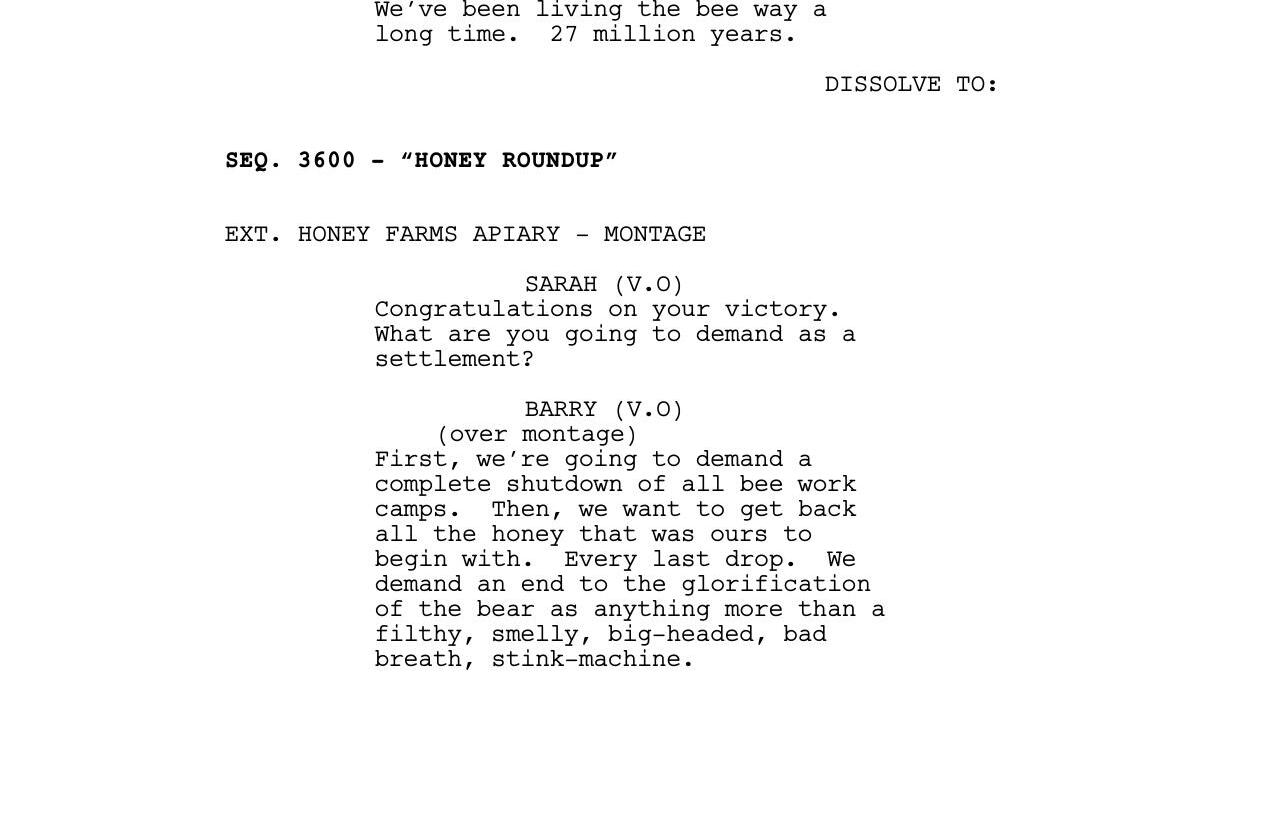 We’ve been living the bee way a
long time.  27 million years.
DISSOLVE TO:
SEQ. 3600 – “HONEY ROUNDUP”
EXT. HONEY FARMS APIARY – MONTAGE
SARAH (V.O)
Congratulations on your victory.
What are you going to demand as a
settlement?
BARRY (V.O)
(over montage)
First, we’re going to demand a
complete shutdown of all bee work
camps.  Then, we want to get back
all the honey that was ours to
begin with.  Every last drop.  We
demand an end to the glorification
of the bear as anything more than a
filthy, smelly, big-headed, bad
breath, stink-machine.